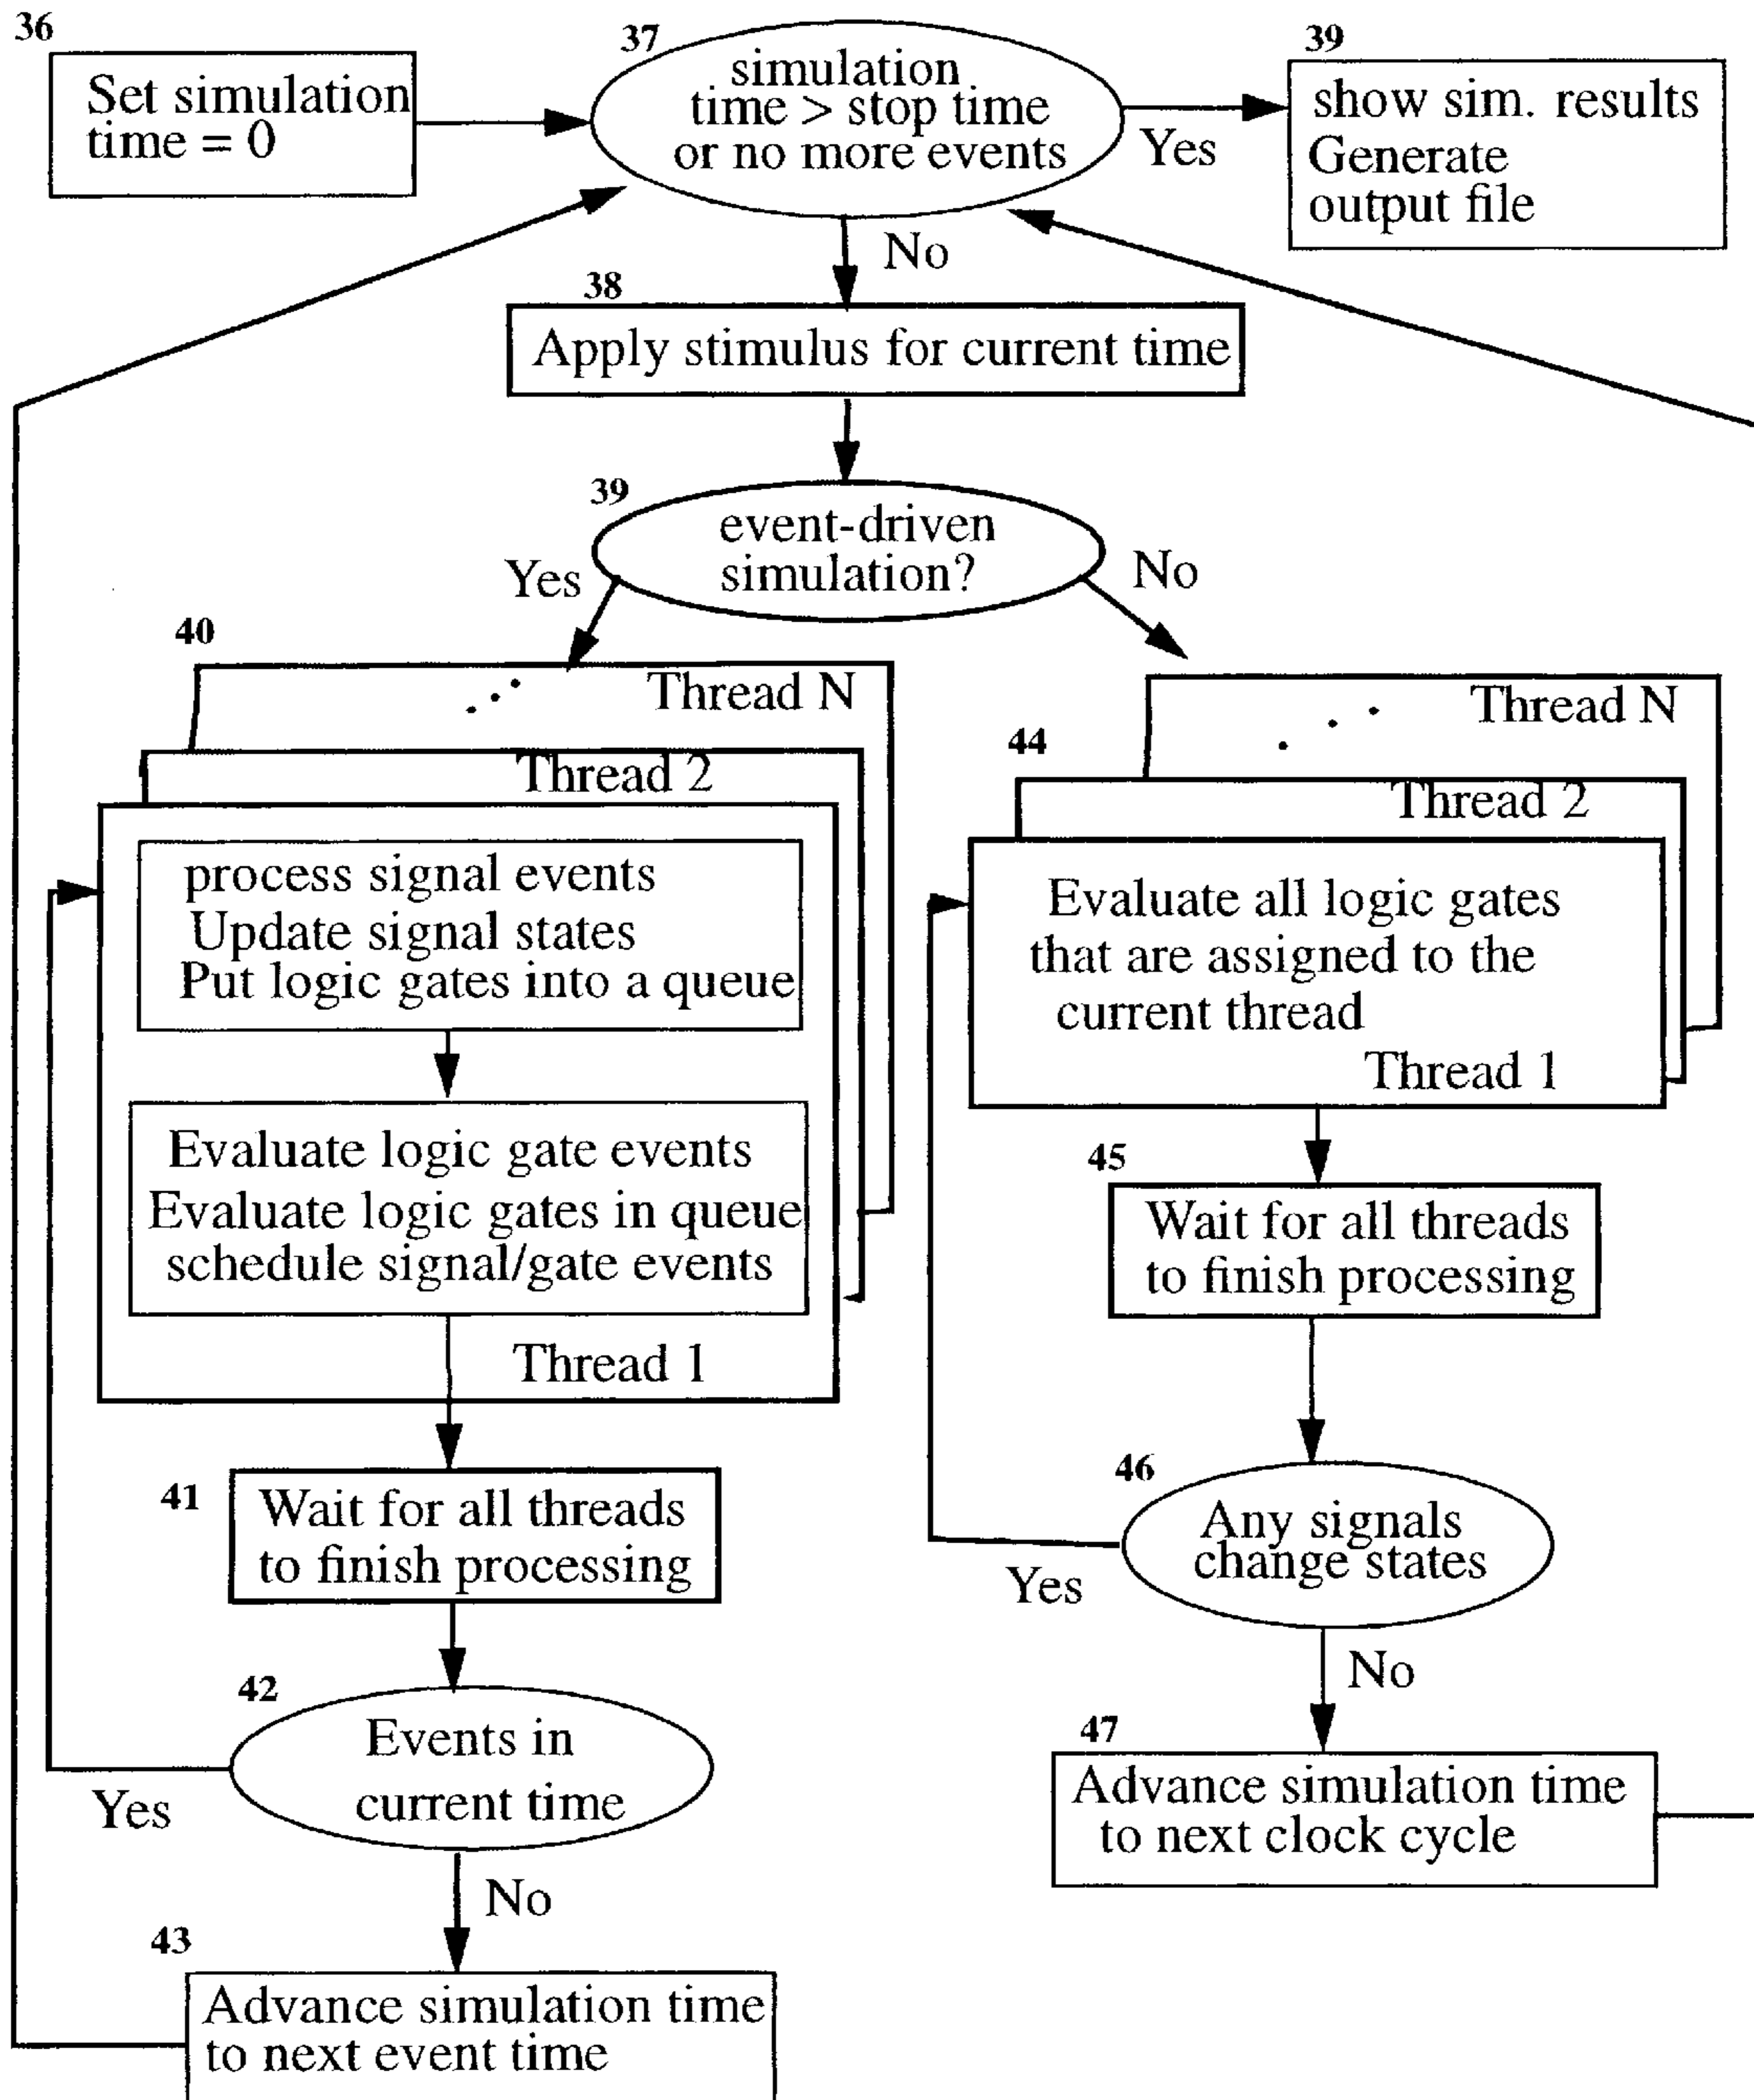 36
Set simulation
time = 0
37
simulation
time > stop time
or no more events
Yes
39
show sim. results
Generate
output file
No
38
Apply stimulus for current time
39
event-driven
simulation?
Yes
No
40
Thread N
Thread 2
process signal events
Update signal states
Put logic gates into a queue
Evaluate logic gate events
Evaluate logic gates in queue
schedule signal/gate events
Thread 1
41
Wait for all threads
to finish processing
42
Events in
current time
Yes
No
43
Advance simulation time
to next event time
Thread N
44
Thread 2
Evaluate all logic gates
that are assigned to the
current thread
Thread 1
45
Wait for all threads
to finish processing
46
Any signals
change states
Yes
No
47
Advance simulation time
to next clock cycle